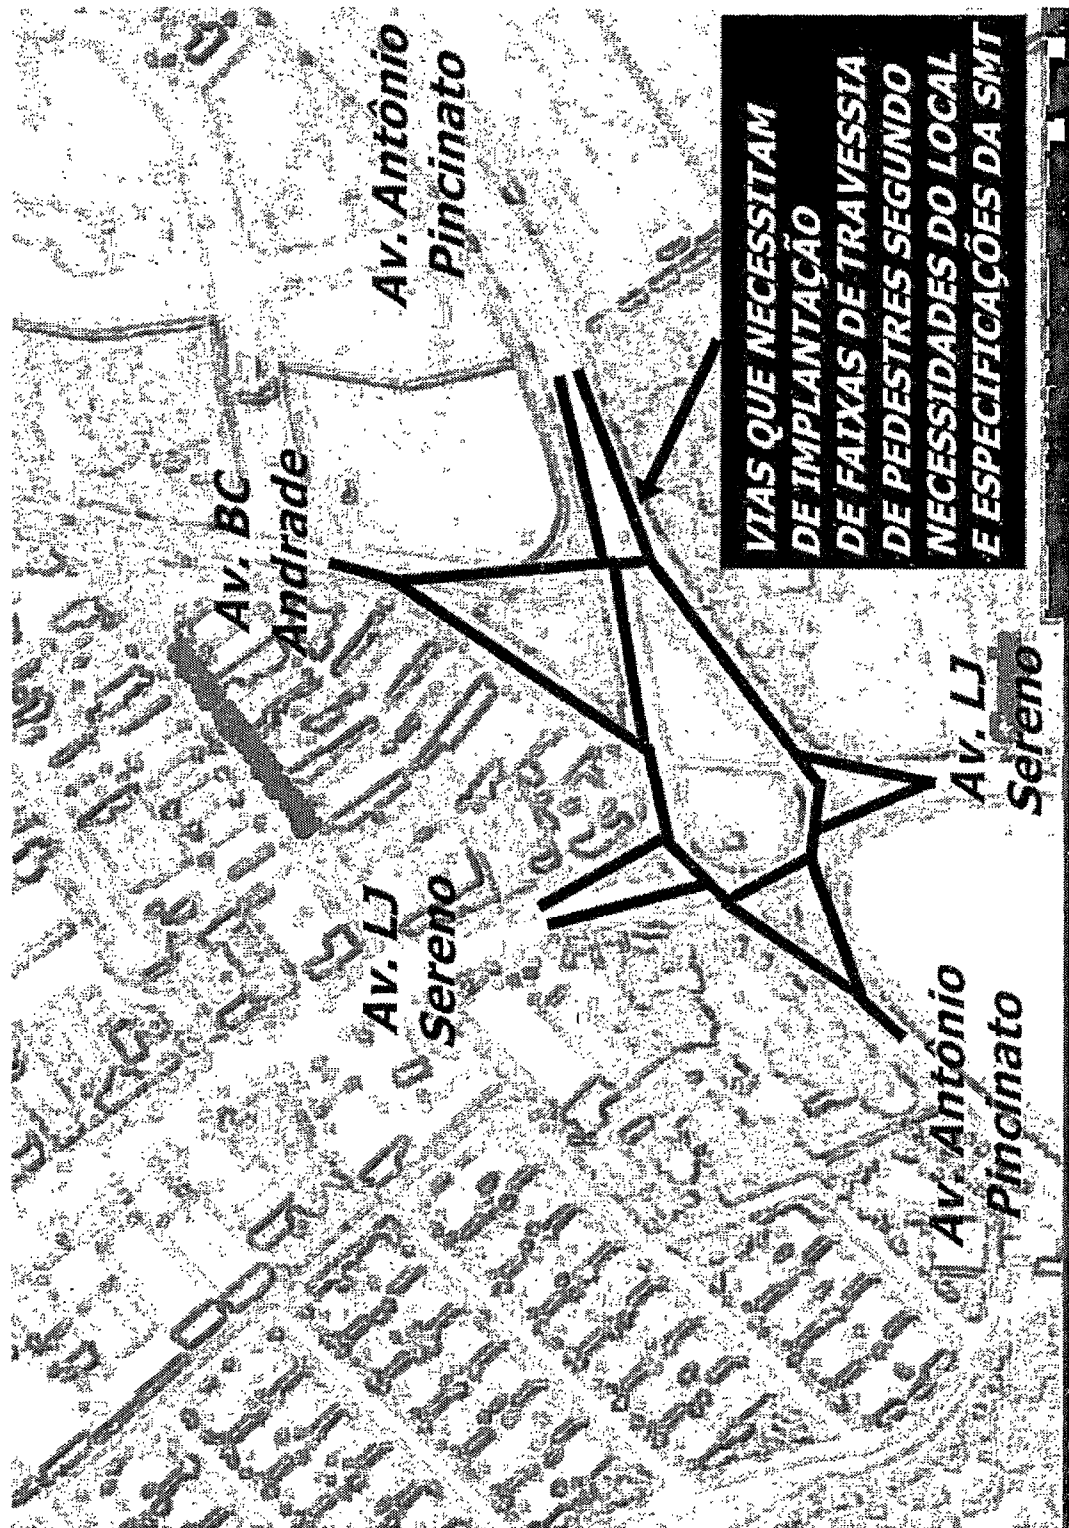 Av. Antônio
Pincinato
Av. BC
Andrade
Av. LJ
Sereno
Av. LJ
Sereno
Av. Antônio
Pincinato
VIAS QUE NECESSITAM
DE IMPLANTAÇÃO
DE FAIXAS DE TRAVESSIA
DE PEDESTRES SEGUNDO
NECESSIDADES DO LOCAL
E ESPECIFICAÇÕES DA SMT